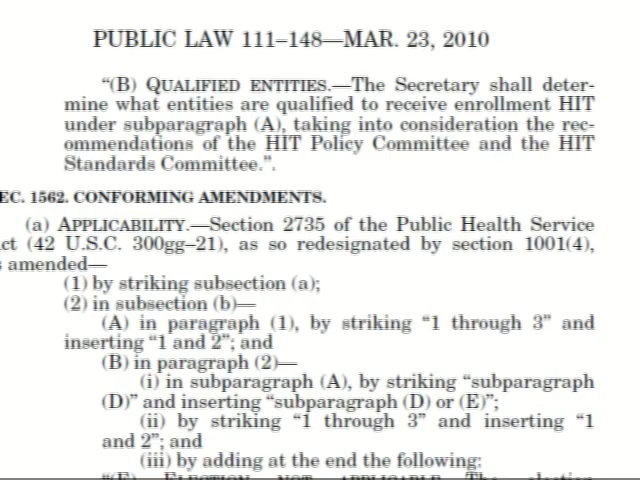 PUBLIC LAW 111–148—MAR. 23, 2010
“(B) QUALIFIED ENTITIES.—The Secretary shall deter-
mine what entities are qualified to receive enrollment HIT
under subparagraph (A), taking into consideration the rec-
ommendations of the HIT Policy Committee and the HIT
Standards Committee.”.
EC. 1562. CONFORMING AMENDMENTS.
(a) APPLICABILITY.—Section 2735 of the Public Health Service
ct (42 U.S.C. 300gg–21), as so redesignated by section 1001(4),
s amended—
(1) by striking subsection (a);
(2) in subsection (b)—
(A) in paragraph (1), by striking “1 through 3” and
inserting “1 and 2”; and
(B) in paragraph (2)—
(i) in subparagraph (A), by striking “subparagraph
(D)” and inserting “subparagraph (D) or (E)”;
(ii) by striking “1 through 3” and inserting “1
and 2”; and
(iii) by adding at the end the following:
“(E) ELECTION NOT APPLICABLE The election